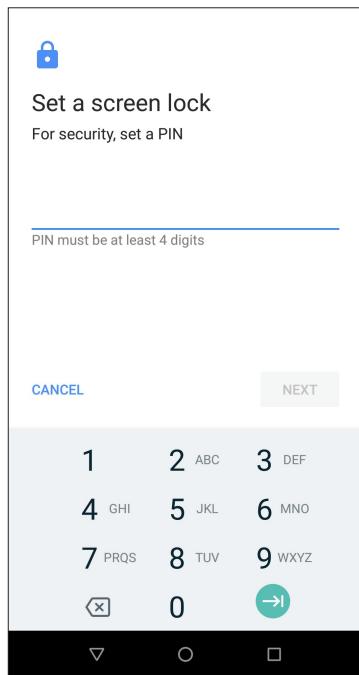 Set a screen lock
For security, set a PIN
PIN must be at least 4 digits
CANCEL NEXT
1 2 ABC 3 DEF
4 GHI 5 JKL 6 MNO
7 PRQS 8 TUV 9 WXYZ
0